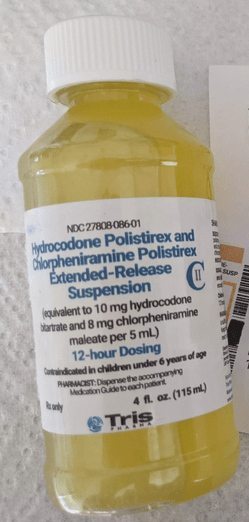 NDC 27808-086-01
Hydrocodone Polistirex and
Chlorpheniramine Polistirex
Extended-Release
Suspension
CII
(equivalent to 10 mg hydrocodone
bitartrate and 8 mg chlorpheniramine
maleate per 5 mL)
12-hour Dosing
Contraindicated in children under 6 years of age
PHARMACIST: Dispense the accompanying
Medication Guide to each patient.
Rx only
4 fl. oz. (115 mL)
Tris
PHARMA
SUSP